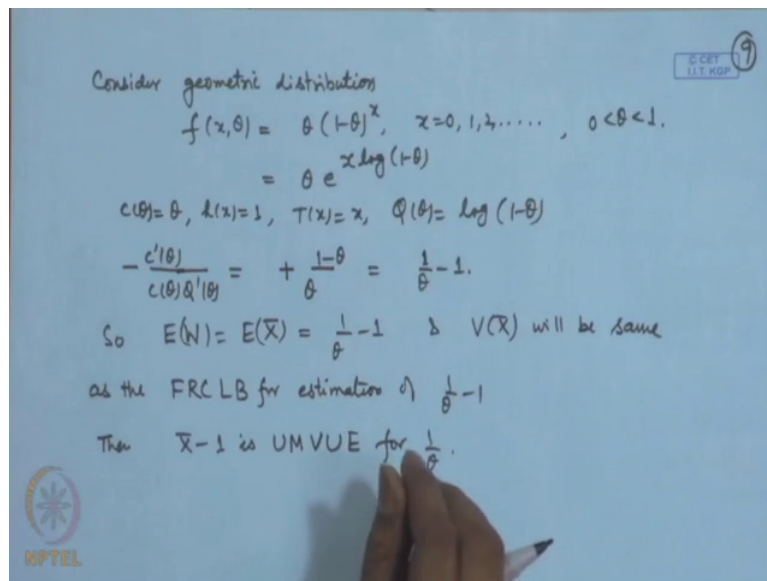 9
© CET
I.I.T. KGP
Consider geometric distribution
f(x,θ) = θ(1-θ)^x, x=0,1,2,....., 0<θ<1.
= θ e^{x log(1-θ)}
c(θ)=θ, h(x)=1, T(x)=x, Q(θ)= log(1-θ)
- c'(θ)/(c(θ)Q'(θ)) = + (1-θ)/θ = 1/θ - 1.
So E(W)= E(X̄) = 1/θ - 1 & V(X̄) will be same
as the FRCLB for estimation of 1/θ - 1
Then X̄-1 is UMVUE for 1/θ.
NPTEL